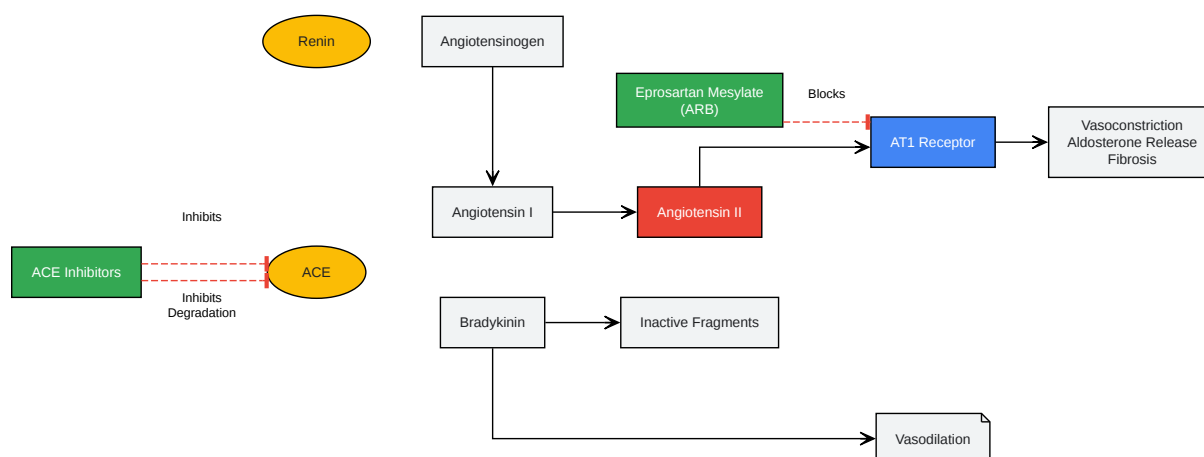 Renin
Angiotensinogen
Eprosartan Mesylate
(ARB)
Blocks
AT1 Receptor
Vasoconstriction
Aldosterone Release
Fibrosis
Angiotensin I
Angiotensin II
Inhibits
ACE Inhibitors
ACE
Inhibits
Degradation
Bradykinin
Inactive Fragments
Vasodilation